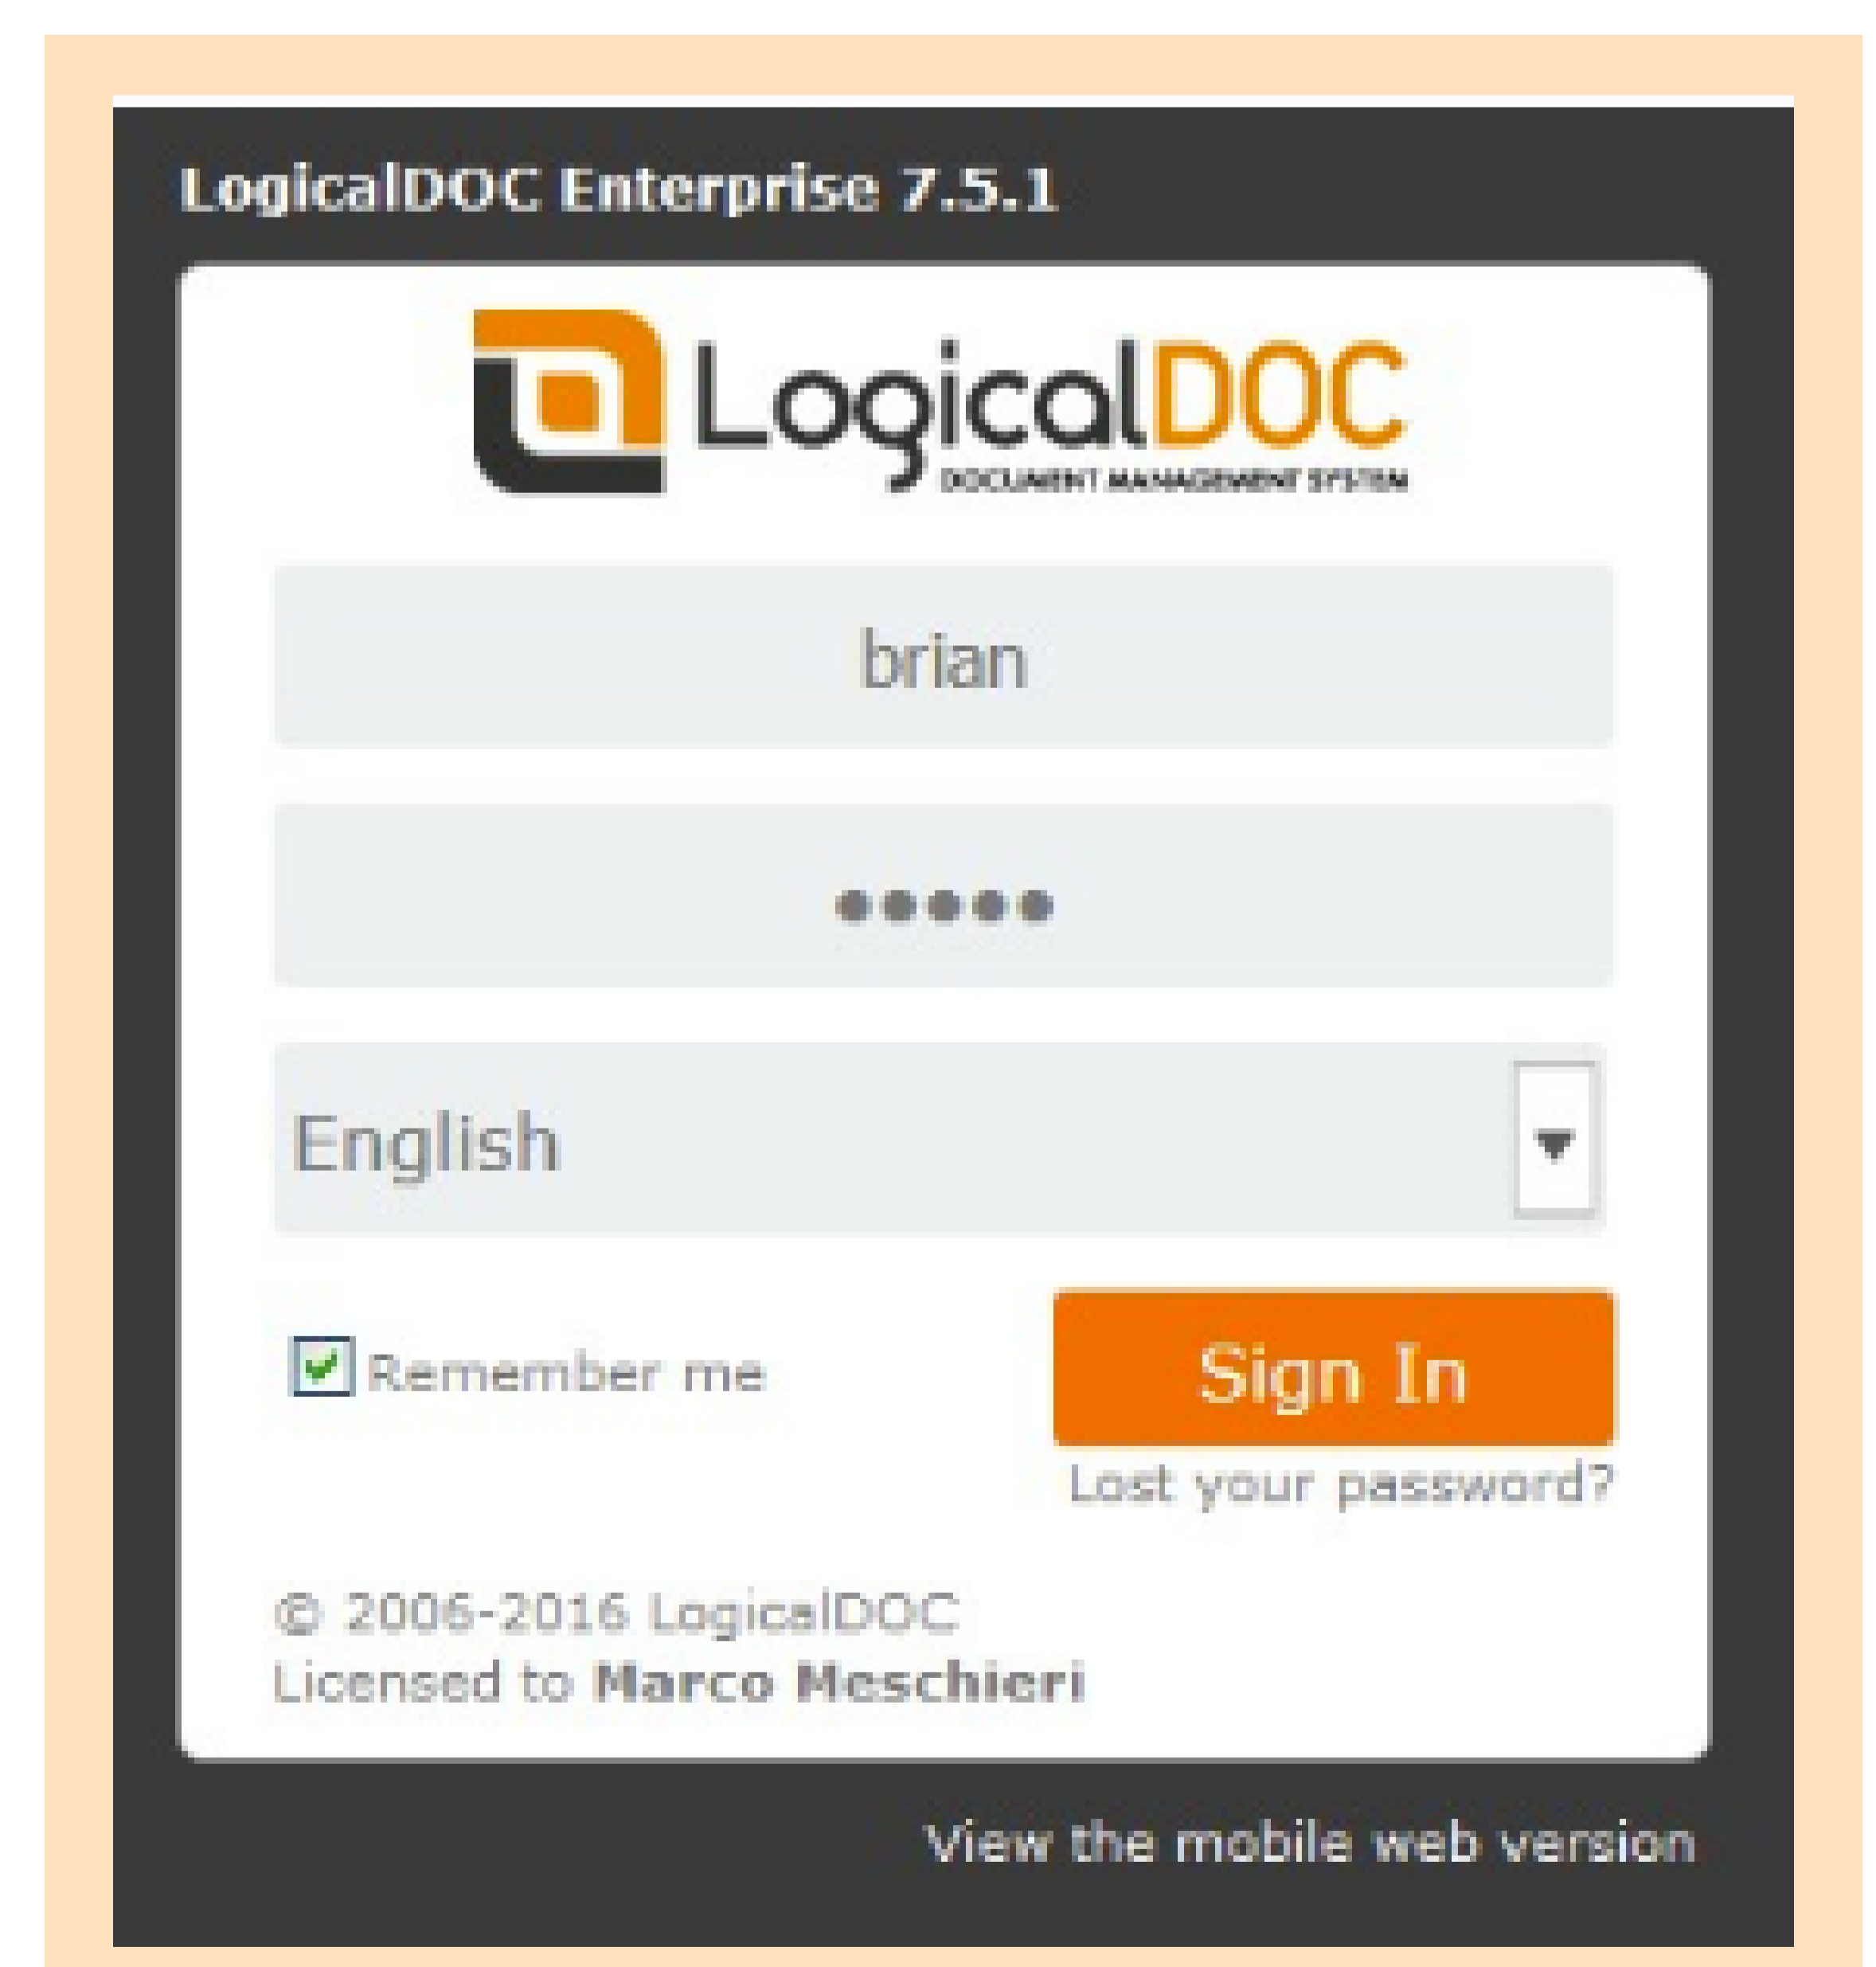 LogicalDOC Enterprise 7.5.1
LogicalDOC
DOCUMENT MANAGEMENT SYSTEM
brian
•••••
English
Remember me
Sign In
Lost your password?
© 2006-2016 LogicalDOC
Licensed to Marco Meschieri
View the mobile web version